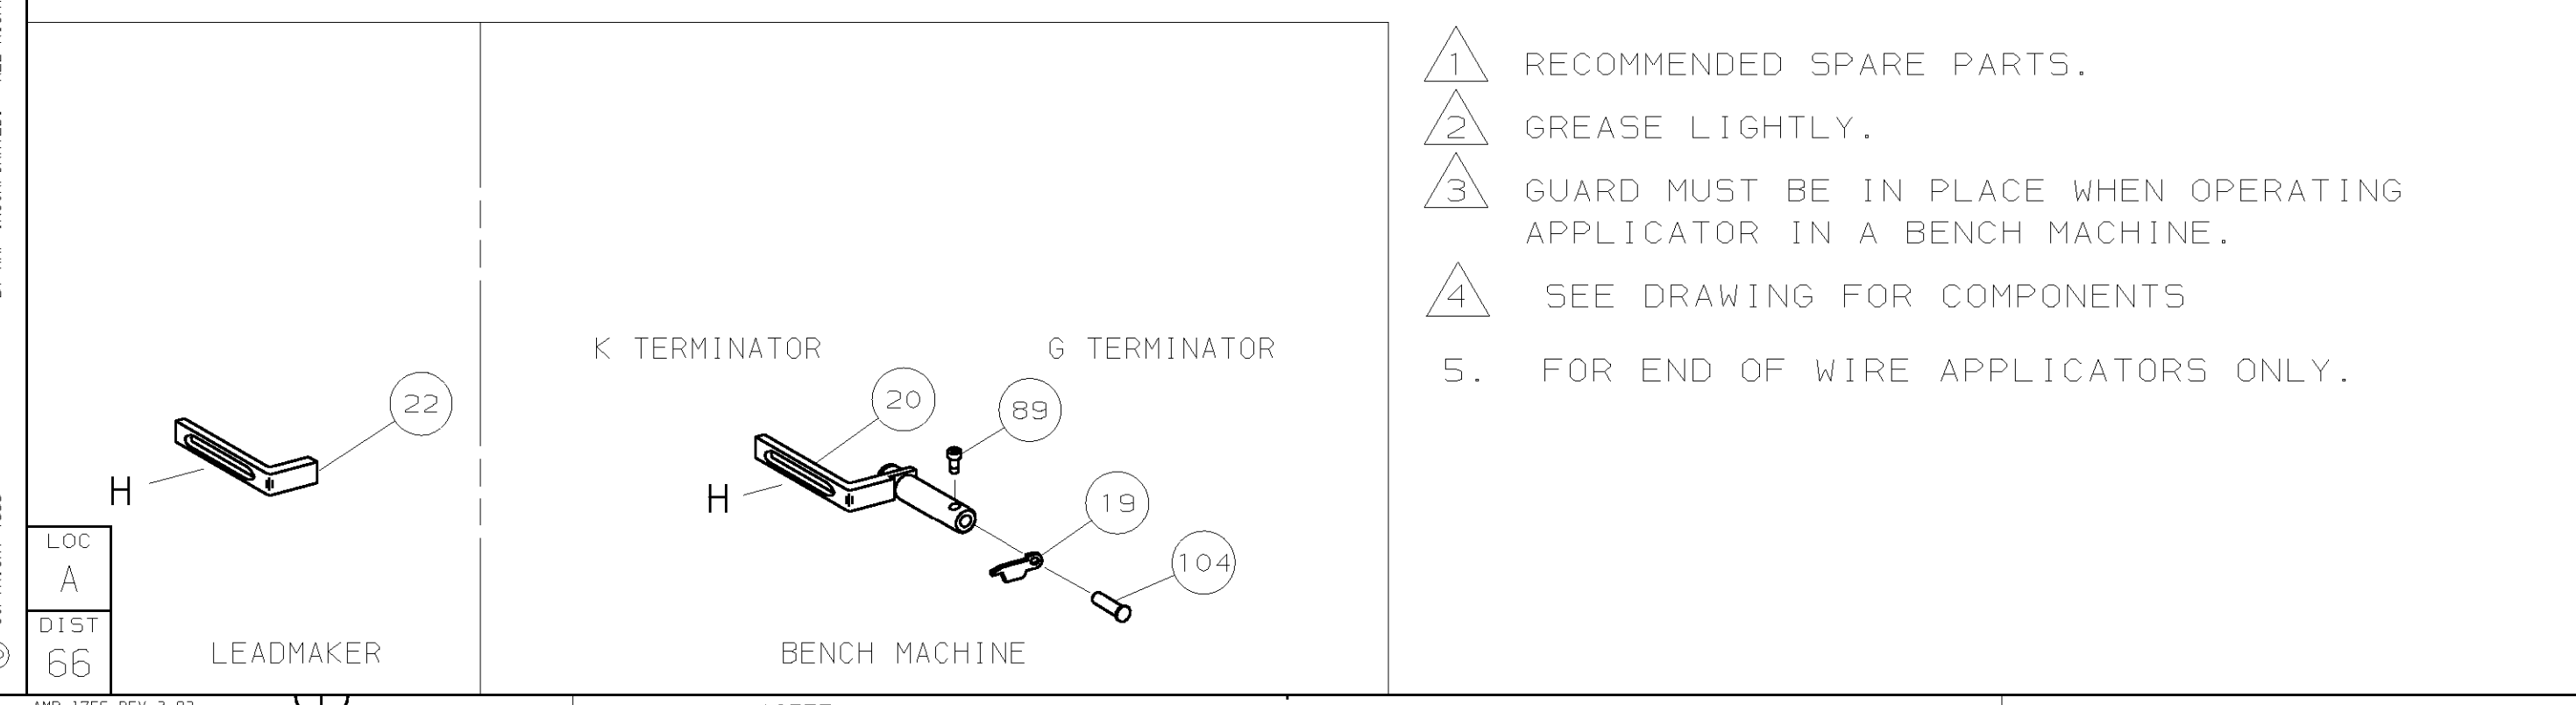 1 RECOMMENDED SPARE PARTS.
2 GREASE LIGHTLY.
3 GUARD MUST BE IN PLACE WHEN OPERATING
APPLICATOR IN A BENCH MACHINE.
4 SEE DRAWING FOR COMPONENTS
5. FOR END OF WIRE APPLICATORS ONLY.
K TERMINATOR
G TERMINATOR
22
20
89
H
H
19
104
LOC
A
DIST
66
LEADMAKER
BENCH MACHINE